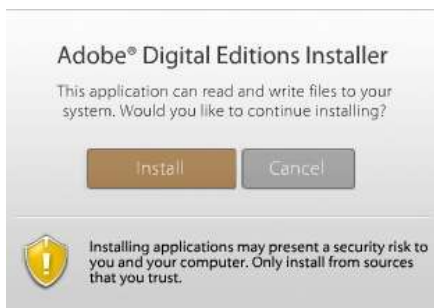 Adobe® Digital Editions Installer
This application can read and write files to your
system. Would you like to continue installing?
Install
Cancel
Installing applications may present a security risk to
you and your computer. Only install from sources
that you trust.